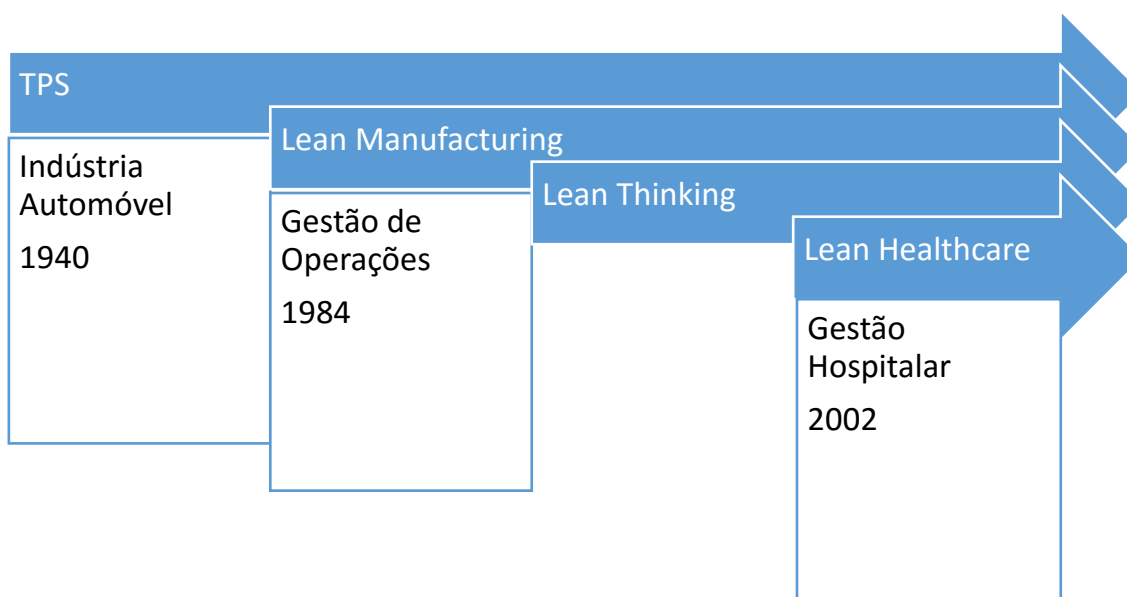 TPS
Indústria
Automóvel
1940
Lean Manufacturing
Gestão de
Operações
1984
Lean Thinking
Lean Healthcare
Gestão
Hospitalar
2002